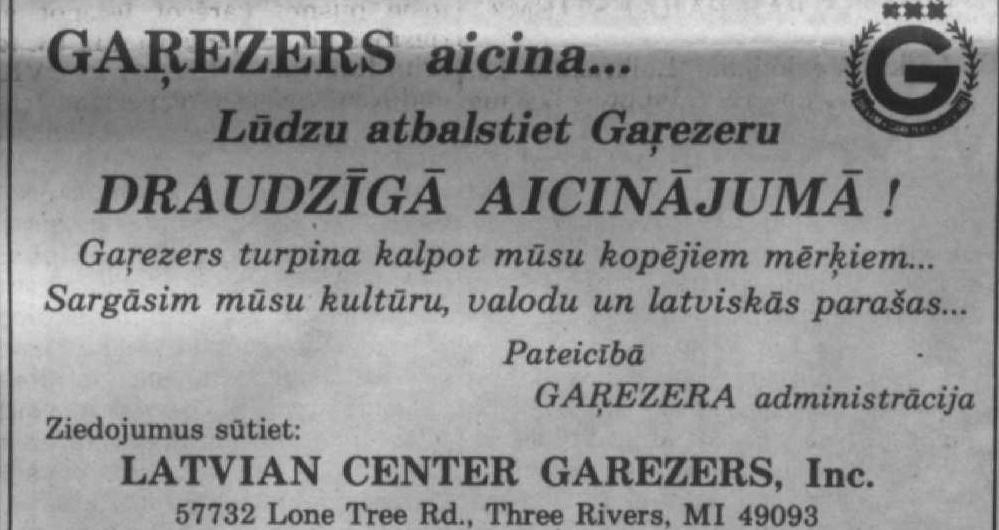 GAŖEZERS aicina...
G
Lūdzu atbalstiet Gaŗezeru
DRAUDZĪGĀ AICINĀJUMĀ !
Gaŗezers turpina kalpot mūsu kopējiem mērķiem...
Sargāsim mūsu kultūru, valodu un latviskās parašas...
Pateicībā
GAŖEZERA administrācija
Ziedojumus sūtiet:
LATVIAN CENTER GAREZERS, Inc.
57732 Lone Tree Rd., Three Rivers, MI 49093